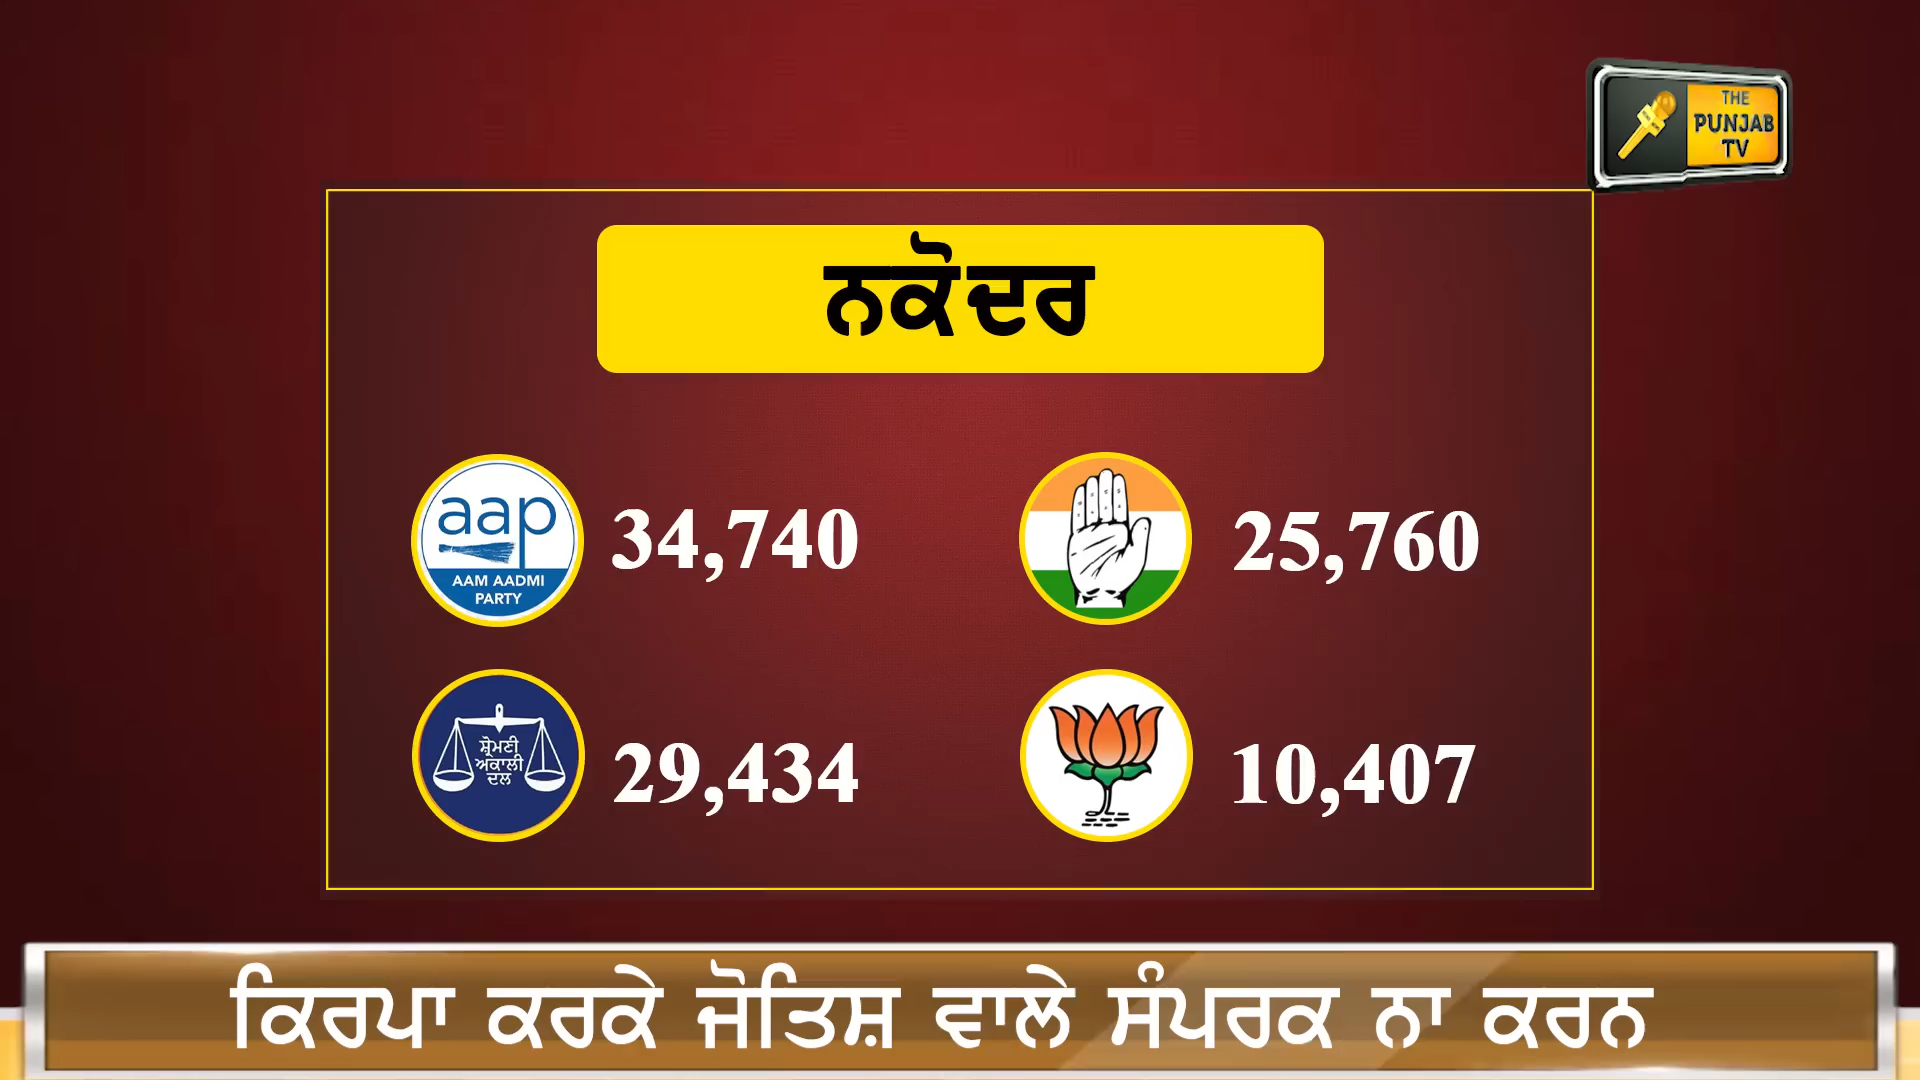 THE
PUNJAB
TV
ਨਕੋਦਰ
aap
AAM AADMI
PARTY
34,740
25,760
ਸ਼੍ਰੋਮਣੀ
ਅਕਾਲੀ
ਦਲ
29,434
10,407
ਕਿਰਪਾ ਕਰਕੇ ਜੋਤਿਸ਼ ਵਾਲੇ ਸੰਪਰਕ ਨਾ ਕਰਨ